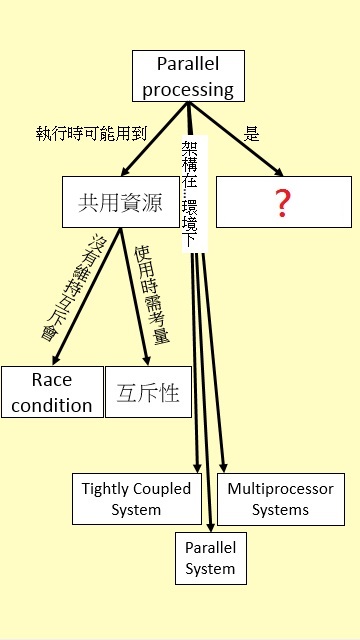 Parallel
processing
執行時可能用到
是
架構在...環境下
共用資源
?
沒有維持互斥會
使用時需考量
Race
condition
互斥性
Tightly Coupled
System
Multiprocessor
Systems
Parallel
System